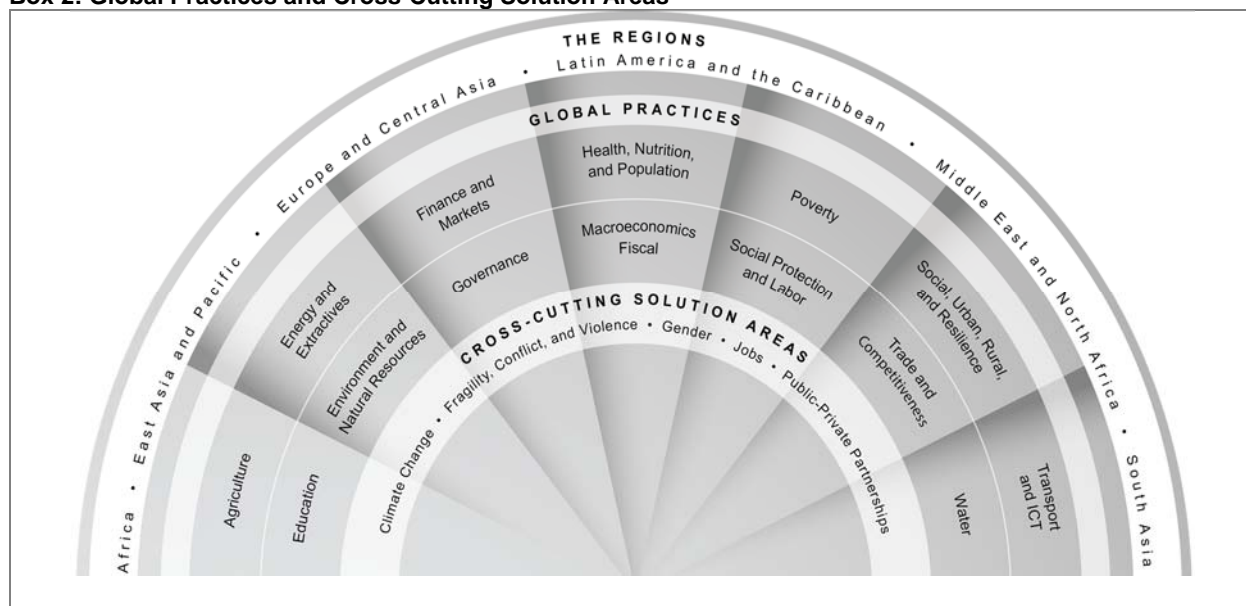 Box 2: Global Practices and Cross-Cutting Solution Areas
THE REGIONS
Africa • East Asia and Pacific • Europe and Central Asia • Latin America and the Caribbean • Middle East and North Africa • South Asia
GLOBAL PRACTICES
Agriculture
Education
Energy and
Extractives
Environment and
Natural Resources
Finance and
Markets
Governance
Health, Nutrition,
and Population
Macroeconomics
Fiscal
Poverty
Social Protection
and Labor
Social, Urban, Rural,
and Resilience
Trade and
Competitiveness
Transport
and ICT
Water
CROSS-CUTTING SOLUTION AREAS
Climate Change • Fragility, Conflict, and Violence • Gender • Jobs • Public-Private Partnerships